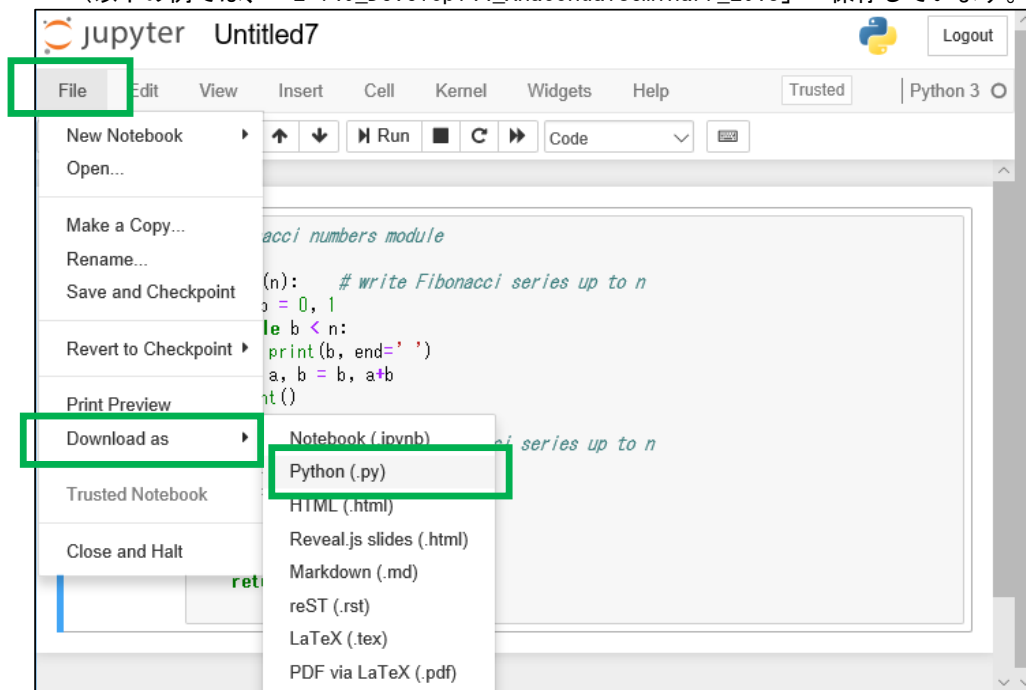 jupyter Untitled7 Logout
File Edit View Insert Cell Kernel Widgets Help Trusted Python 3
New Notebook
Run Code
Open...
Make a Copy...
Rename...
Save and Checkpoint
Revert to Checkpoint
Print Preview
Download as
Trusted Notebook
Close and Halt
Notebook (.ipynb)
Python (.py)
HTML (.html)
Reveal.js slides (.html)
Markdown (.md)
reST (.rst)
LaTeX (.tex)
PDF via LaTeX (.pdf)
acci numbers module
(n): # write Fibonacci series up to n
= 0, 1
le b < n:
print(b, end=' ')
a, b = b, a+b
nt()
ci series up to n
ret